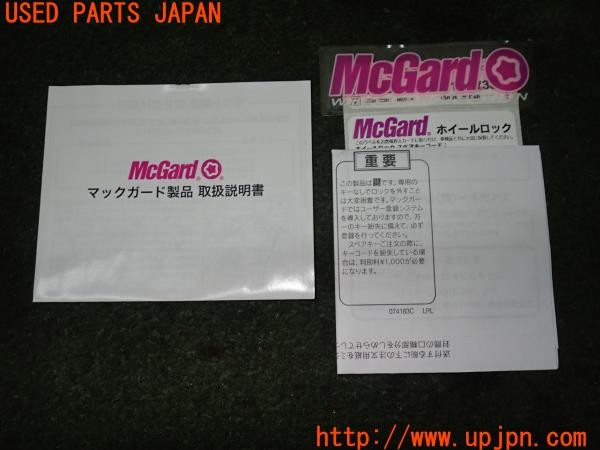 USED PARTS JAPAN
McGard
マックガード製品 取扱説明書
McGard
McGard ホイールロック
重要
この製品は鍵です。専用の
キーなしでロックを外すこと
は大変困難です。マックガー
ドではユーザー登録システム
を導入しておりますので、万
一のキー紛失に備えて、必ず
登録を行ってください。
スペアキーご注文の際に、
キーコードを紛失している場
合は、判別料¥1,000が必要
になります。
074183C LPL
http://www.upjpn.com/